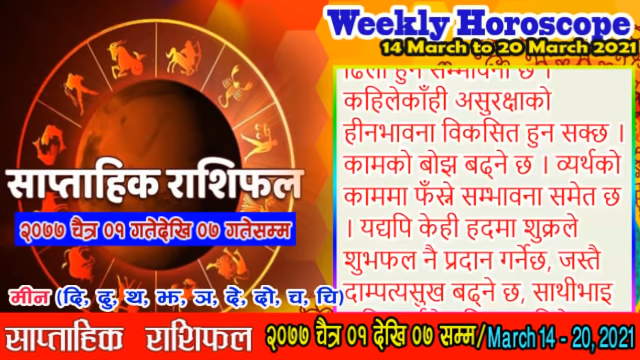 Weekly Horoscope
14 March to 20 March 2021
ढिला हुन सम्भावना छ ।
कहिलेकाँही असुरक्षाको
हीनभावना विकसित हुन सक्छ ।
कामको बोझ बढ्ने छ । व्यर्थको
काममा फँस्ने सम्भावना समेत छ
। यद्यपि केही हदमा शुक्रले
शुभफल नै प्रदान गर्नेछ, जस्तै
दाम्पत्यसुख बढ्ने छ, साथीभाइ
साप्ताहिक राशिफल
२०७७ चैत्र ०१ गतेदेखि ०७ गतेसम्म
मीन (दि, दु, थ, झ, ञ, दे, दो, च, चि)
साप्ताहिक राशिफल २०७७ चैत्र ०१ देखि ०७ सम्म/March 14 - 20, 2021